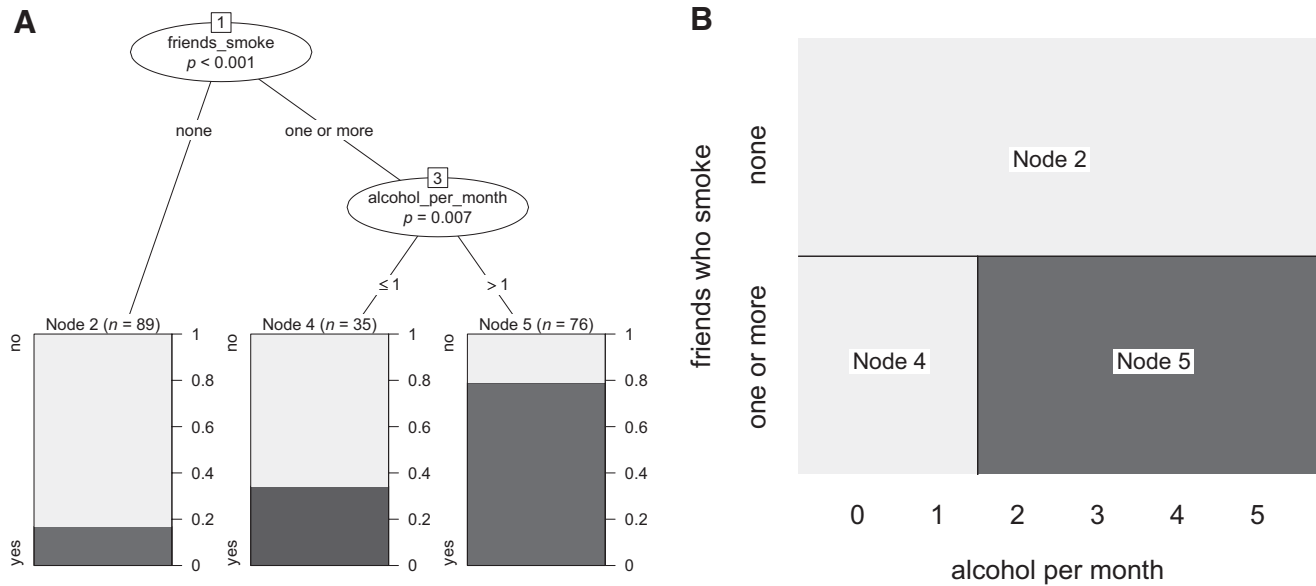 A
1
friends_smoke
p < 0.001
none
one or more
3
alcohol_per_month
p = 0.007
≤ 1
> 1
Node 2 (n = 89)
no
yes
1
0.8
0.6
0.4
0.2
0
Node 4 (n = 35)
no
yes
1
0.8
0.6
0.4
0.2
0
Node 5 (n = 76)
no
yes
1
0.8
0.6
0.4
0.2
0
B
friends who smoke
none
one or more
Node 2
Node 4
Node 5
0 1 2 3 4 5
alcohol per month